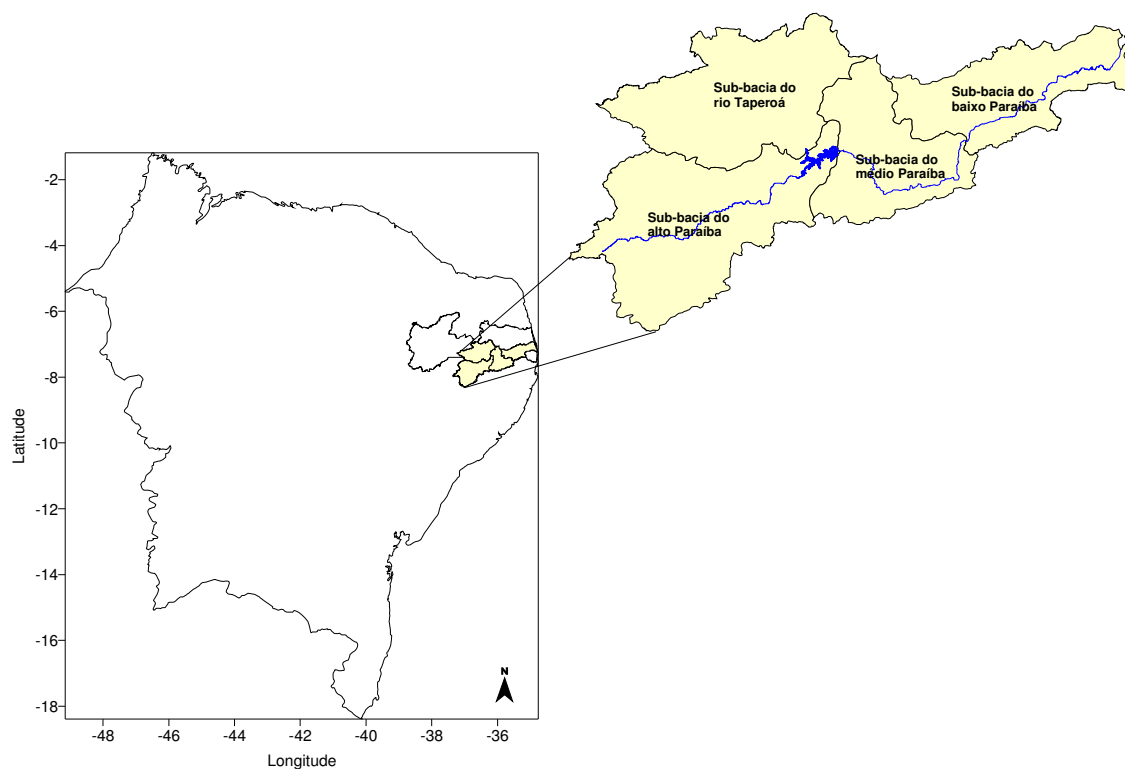 Sub-bacia do
rio Taperoá
Sub-bacia do
baixo Paraíba
Sub-bacia do
médio Paraíba
Sub-bacia do
alto Paraíba
-2
-4
-6
-8
-10
-12
-14
-16
-18
Latitude
N
-48
-46
-44
-42
-40
-38
-36
Longitude